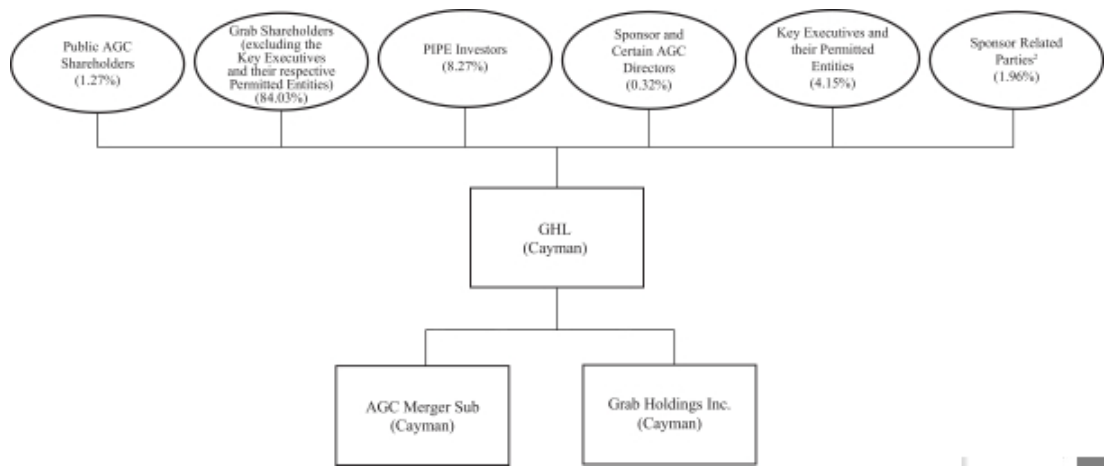 Public AGC
Shareholders
(1.27%)
Grab Shareholders
(excluding the
Key Executives
and their respective
Permitted Entities)
(84.03%)
PIPE Investors
(8.27%)
Sponsor and
Certain AGC
Directors
(0.32%)
Key Executives and
their Permitted
Entities
(4.15%)
Sponsor Related
Parties²
(1.96%)
GHL
(Cayman)
AGC Merger Sub
(Cayman)
Grab Holdings Inc.
(Cayman)